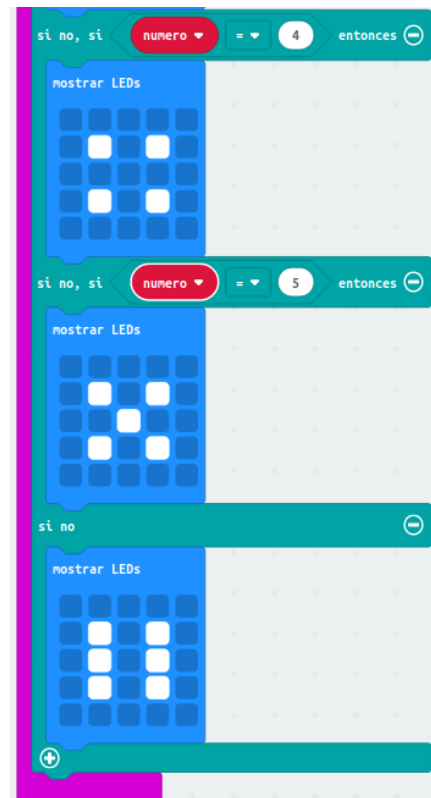 si no, si numero = 4 entonces
mostrar LEDs
si no, si numero = 5 entonces
mostrar LEDs
si no
mostrar LEDs